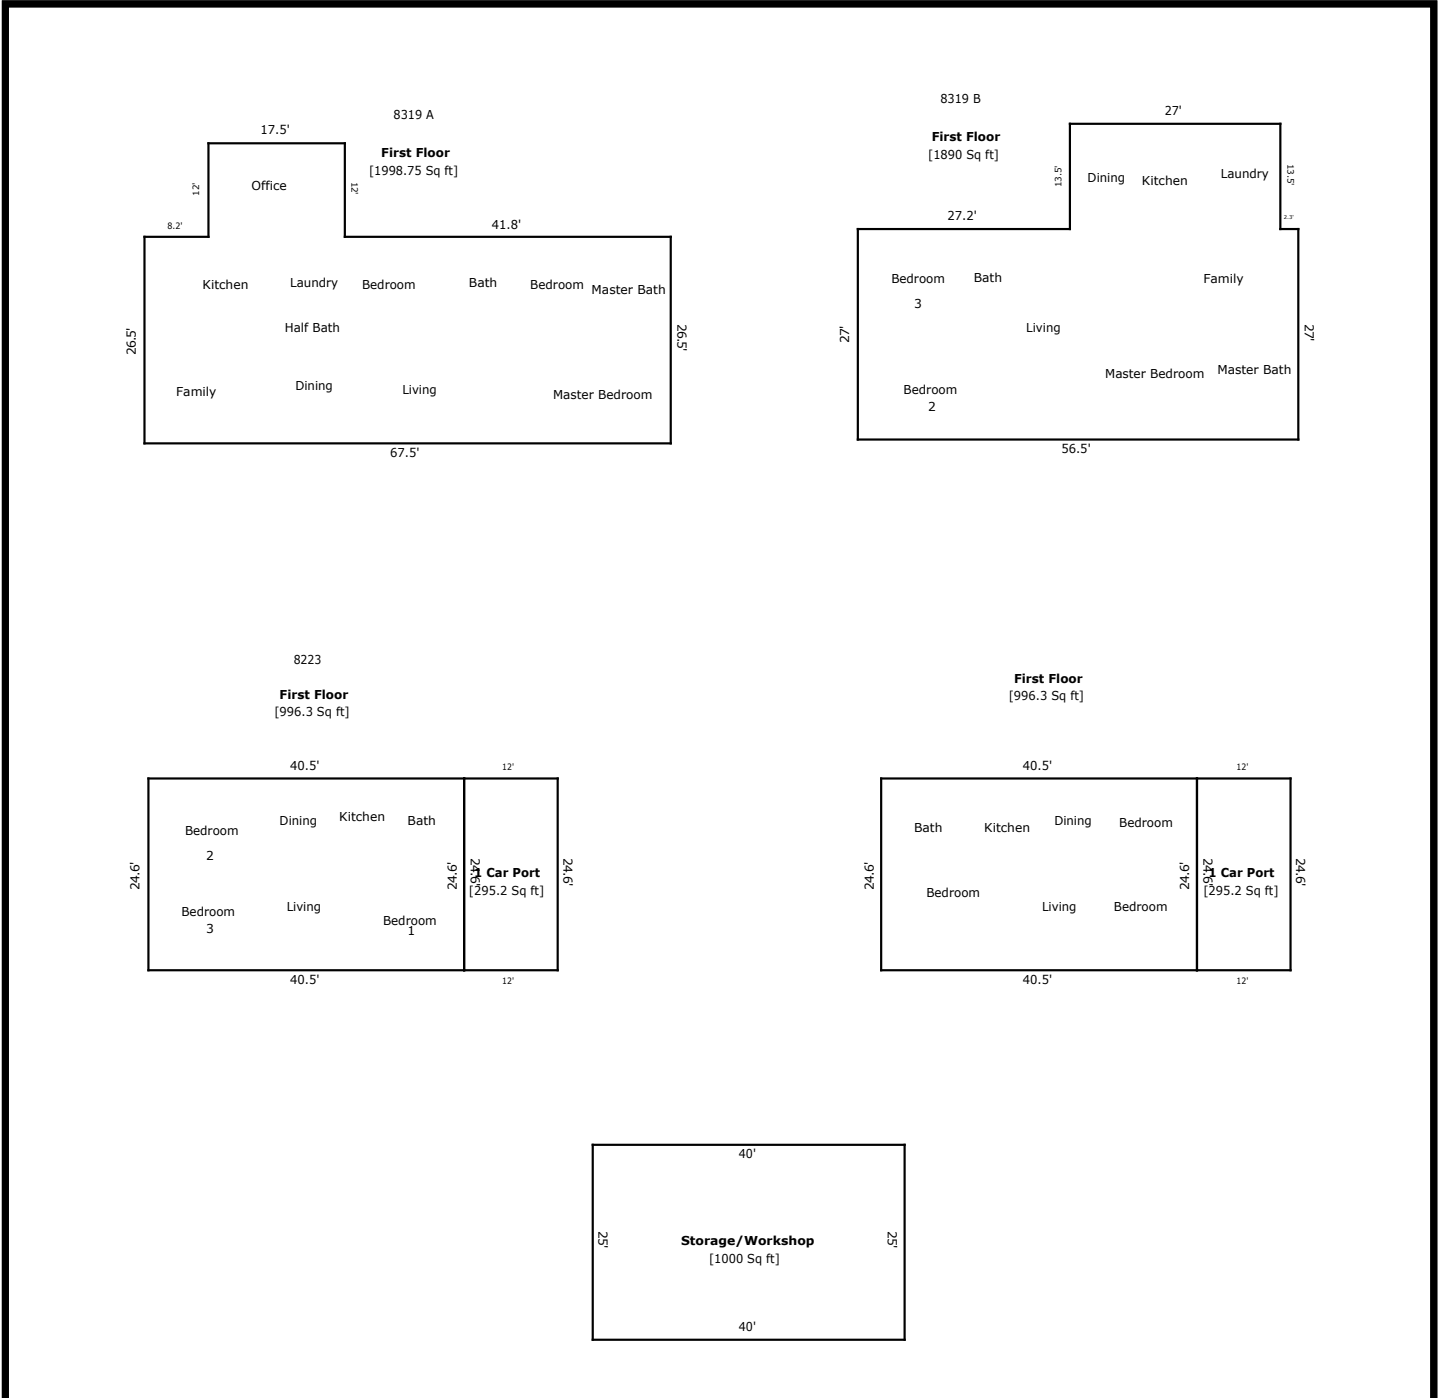 8319 A
17.5'
First Floor
[1998.75 Sq ft]
12'
Office
12'
8.2'
41.8'
Kitchen
Laundry
Bedroom
Bath
Bedroom
Master Bath
Half Bath
26.5'
26.5'
Family
Dining
Living
Master Bedroom
67.5'
8319 B
27'
First Floor
[1890 Sq ft]
13.5'
Dining
Kitchen
Laundry
13.5'
27.2'
2.3'
Bedroom
3
Bath
Family
Living
27'
27'
Master Bedroom
Master Bath
Bedroom
2
56.5'
8223
First Floor
[996.3 Sq ft]
40.5'
12'
Bedroom
2
Dining
Kitchen
Bath
24.6'
24.6'
24.6'
1 Car Port
[295.2 Sq ft]
24.6'
Bedroom
3
Living
Bedroom
1
40.5'
12'
First Floor
[996.3 Sq ft]
40.5'
12'
Bath
Kitchen
Dining
Bedroom
24.6'
24.6'
24.6'
1 Car Port
[295.2 Sq ft]
24.6'
Bedroom
Living
Bedroom
40.5'
12'
40'
25'
Storage/Workshop
[1000 Sq ft]
25'
40'